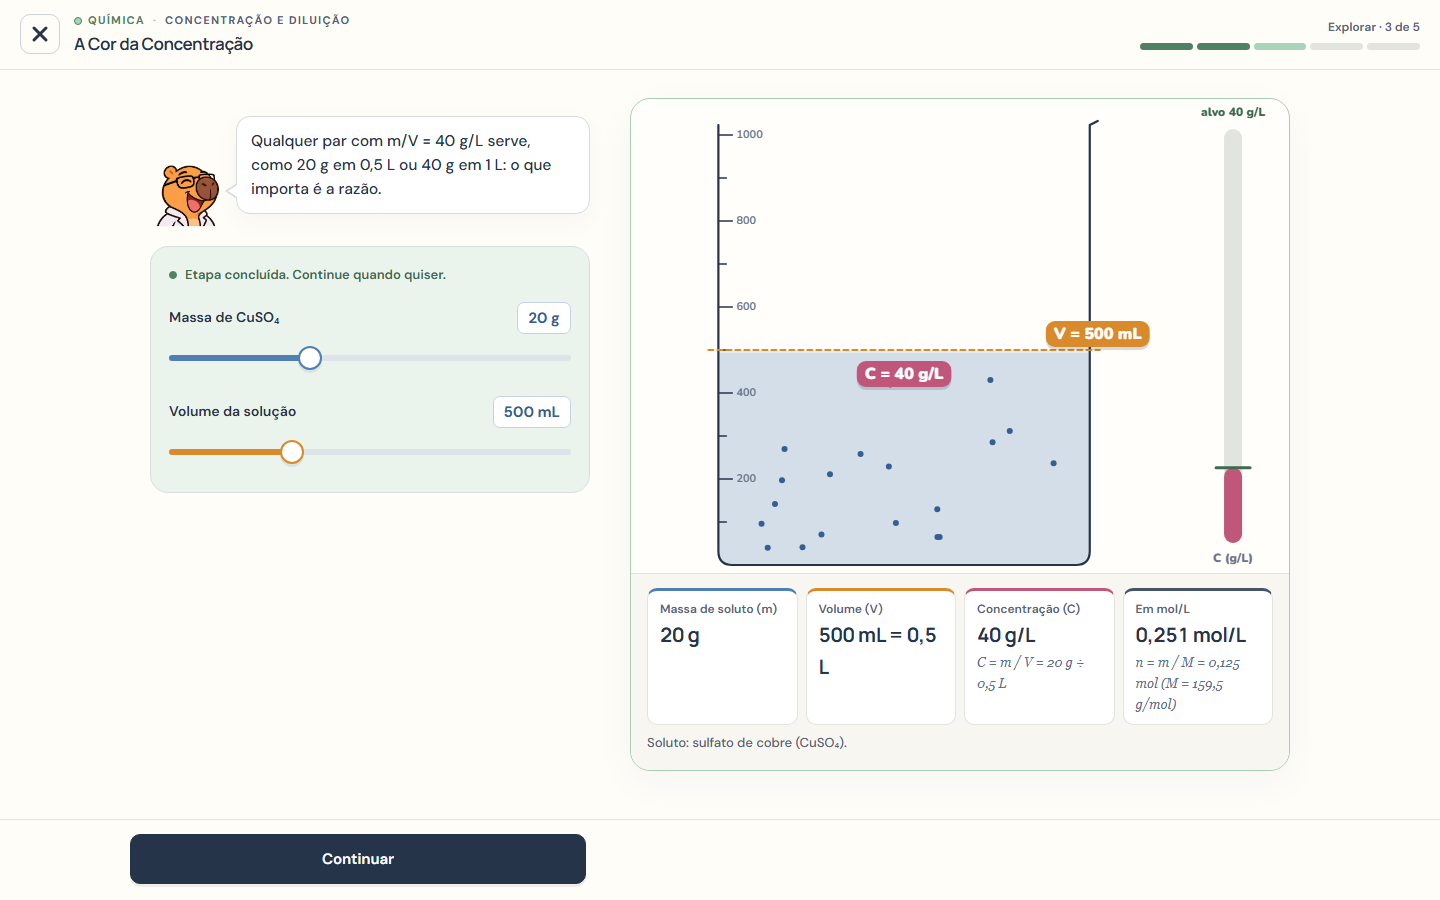 QUÍMICA · CONCENTRAÇÃO E DILUIÇÃO
A Cor da Concentração
Explorar · 3 de 5
Qualquer par com m/V = 40 g/L serve,
como 20 g em 0,5 L ou 40 g em 1 L: o que
importa é a razão.
Etapa concluída. Continue quando quiser.
Massa de CuSO₄
20 g
Volume da solução
500 mL
alvo 40 g/L
1000
800
600
V = 500 mL
C = 40 g/L
400
200
C (g/L)
Massa de soluto (m)
20 g
Volume (V)
500 mL = 0,5
L
Concentração (C)
40 g/L
C = m / V = 20 g ÷
0,5 L
Em mol/L
0,251 mol/L
n = m / M = 0,125
mol (M = 159,5
g/mol)
Soluto: sulfato de cobre (CuSO₄).
Continuar